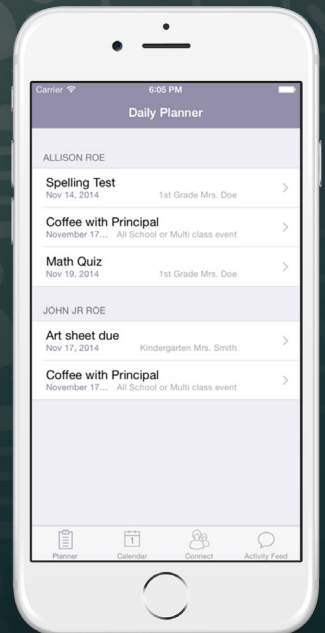 Carrier 6:05 PM
Daily Planner
ALLISON ROE
Spelling Test
Nov 14, 2014 1st Grade Mrs. Doe
Coffee with Principal
November 17... All School or Multi class event
Math Quiz
Nov 19, 2014 1st Grade Mrs. Doe
JOHN JR ROE
Art sheet due
Nov 17, 2014 Kindergarten Mrs. Smith
Coffee with Principal
November 17... All School or Multi class event
1
Planner Calendar Connect Activity Feed